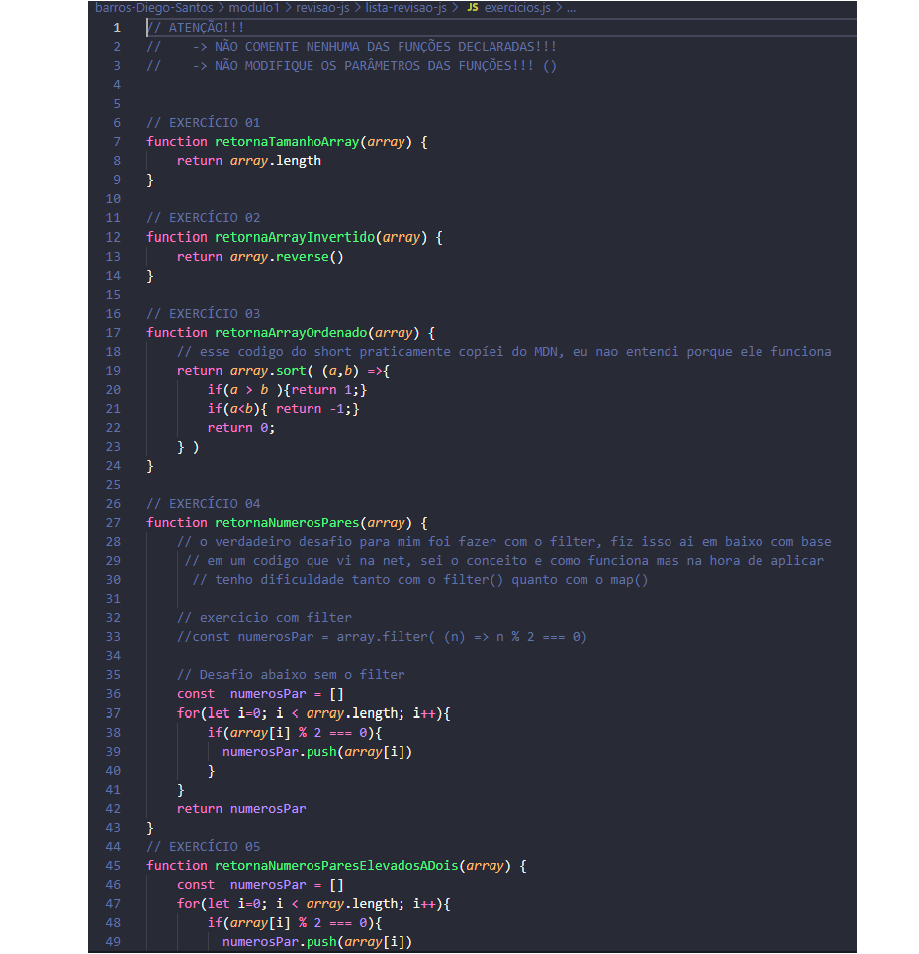 barros-Diego-Santos > modulo1 > revisao-js > lista-revisao-js > JS exercicios.js > ...
1 // ATENÇÃO!!!
2 //    -> NÃO COMENTE NENHUMA DAS FUNÇÕES DECLARADAS!!!
3 //    -> NÃO MODIFIQUE OS PARÂMETROS DAS FUNÇÕES!!! ()
4
5
6 // EXERCÍCIO 01
7 function retornaTamanhoArray(array) {
8     return array.length
9 }
10
11 // EXERCÍCIO 02
12 function retornaArrayInvertido(array) {
13     return array.reverse()
14 }
15
16 // EXERCÍCIO 03
17 function retornaArrayOrdenado(array) {
18     // esse codigo do short praticamente copiei do MDN, eu nao entendi porque ele funciona
19     return array.sort( (a,b) =>{
20         if(a > b ){return 1;}
21         if(a<b){ return -1;}
22         return 0;
23     } )
24 }
25
26 // EXERCÍCIO 04
27 function retornaNumerosPares(array) {
28     // o verdadeiro desafio para mim foi fazer com o filter, fiz isso ai em baixo com base
29      // em um codigo que vi na net, sei o conceito e como funciona mas na hora de aplicar
30       // tenho dificuldade tanto com o filter() quanto com o map()
31
32     // exercicio com filter
33     //const numerosPar = array.filter( (n) => n % 2 === 0)
34
35     // Desafio abaixo sem o filter
36     const  numerosPar = []
37     for(let i=0; i < array.length; i++){
38         if(array[i] % 2 === 0){
39           numerosPar.push(array[i])
40         }
41     }
42     return numerosPar
43 }
44 // EXERCÍCIO 05
45 function retornaNumerosParesElevadosADois(array) {
46     const  numerosPar = []
47     for(let i=0; i < array.length; i++){
48         if(array[i] % 2 === 0){
49           numerosPar.push(array[i])